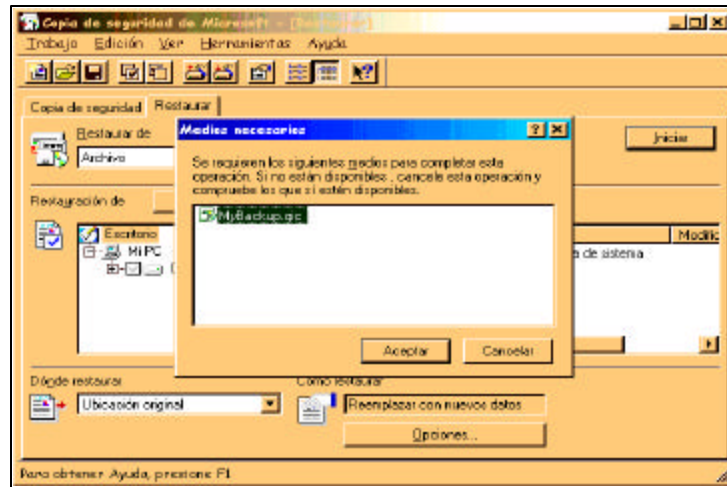 Copia de seguridad de Microsoft - [Restaurar]
Trabajo Edición Ver Herramientas Ayuda
Copia de seguridad Restaurar
Restaurar de
Archivo
Iniciar
Medios necesarios
Se requieren los siguientes medios para completar esta
operación. Si no están disponibles, cancele esta operación y
compruebe los que sí estén disponibles.
MyBackup.qic
Restauración de
Escritorio
Mi PC
Modific
a de sistema
Aceptar Cancelar
Dónde restaurar
Ubicación original
Cómo restaurar
Reemplazar con nuevos datos
Opciones...
Para obtener Ayuda, presione F1